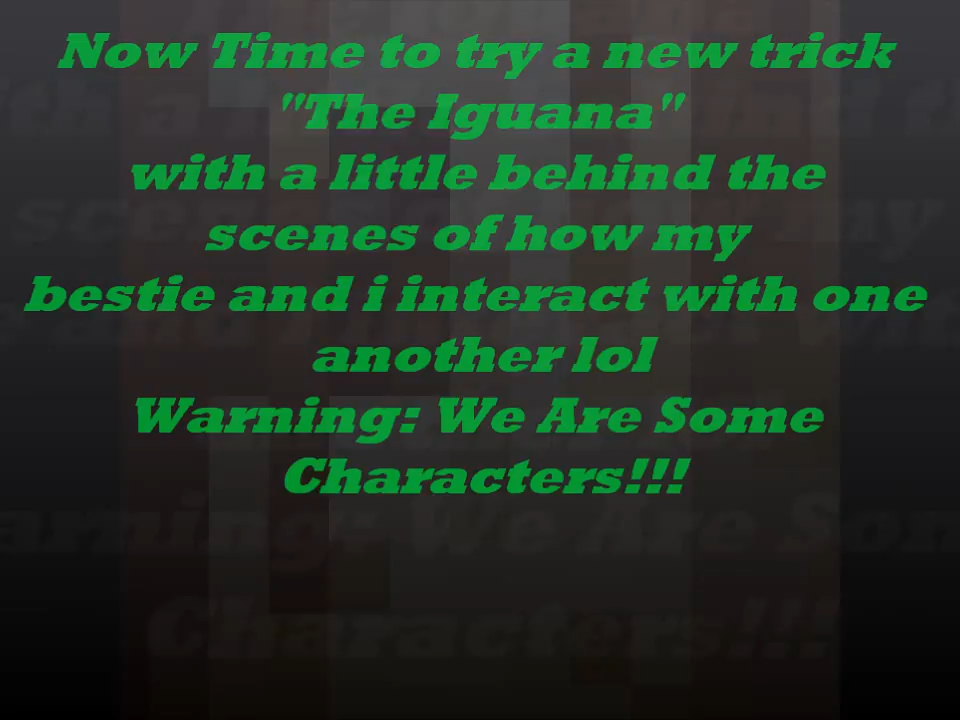 Now Time to try a new trick
"The Iguana"
with a little behind the
scenes of how my
bestie and i interact with one
another lol
Warning: We Are Some
Characters!!!